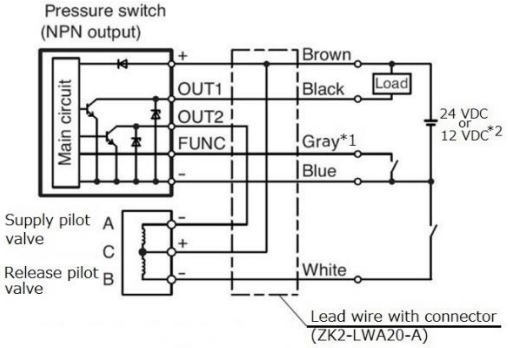 Pressure switch
(NPN output)
Main circuit
+
OUT1
OUT2
FUNC
-
Brown
Black
Gray*1
Blue
White
Load
24 VDC
or
12 VDC*2
Supply pilot
valve
A
-
C
+
Release pilot
valve
B
-
Lead wire with connector
(ZK2-LWA20-A)